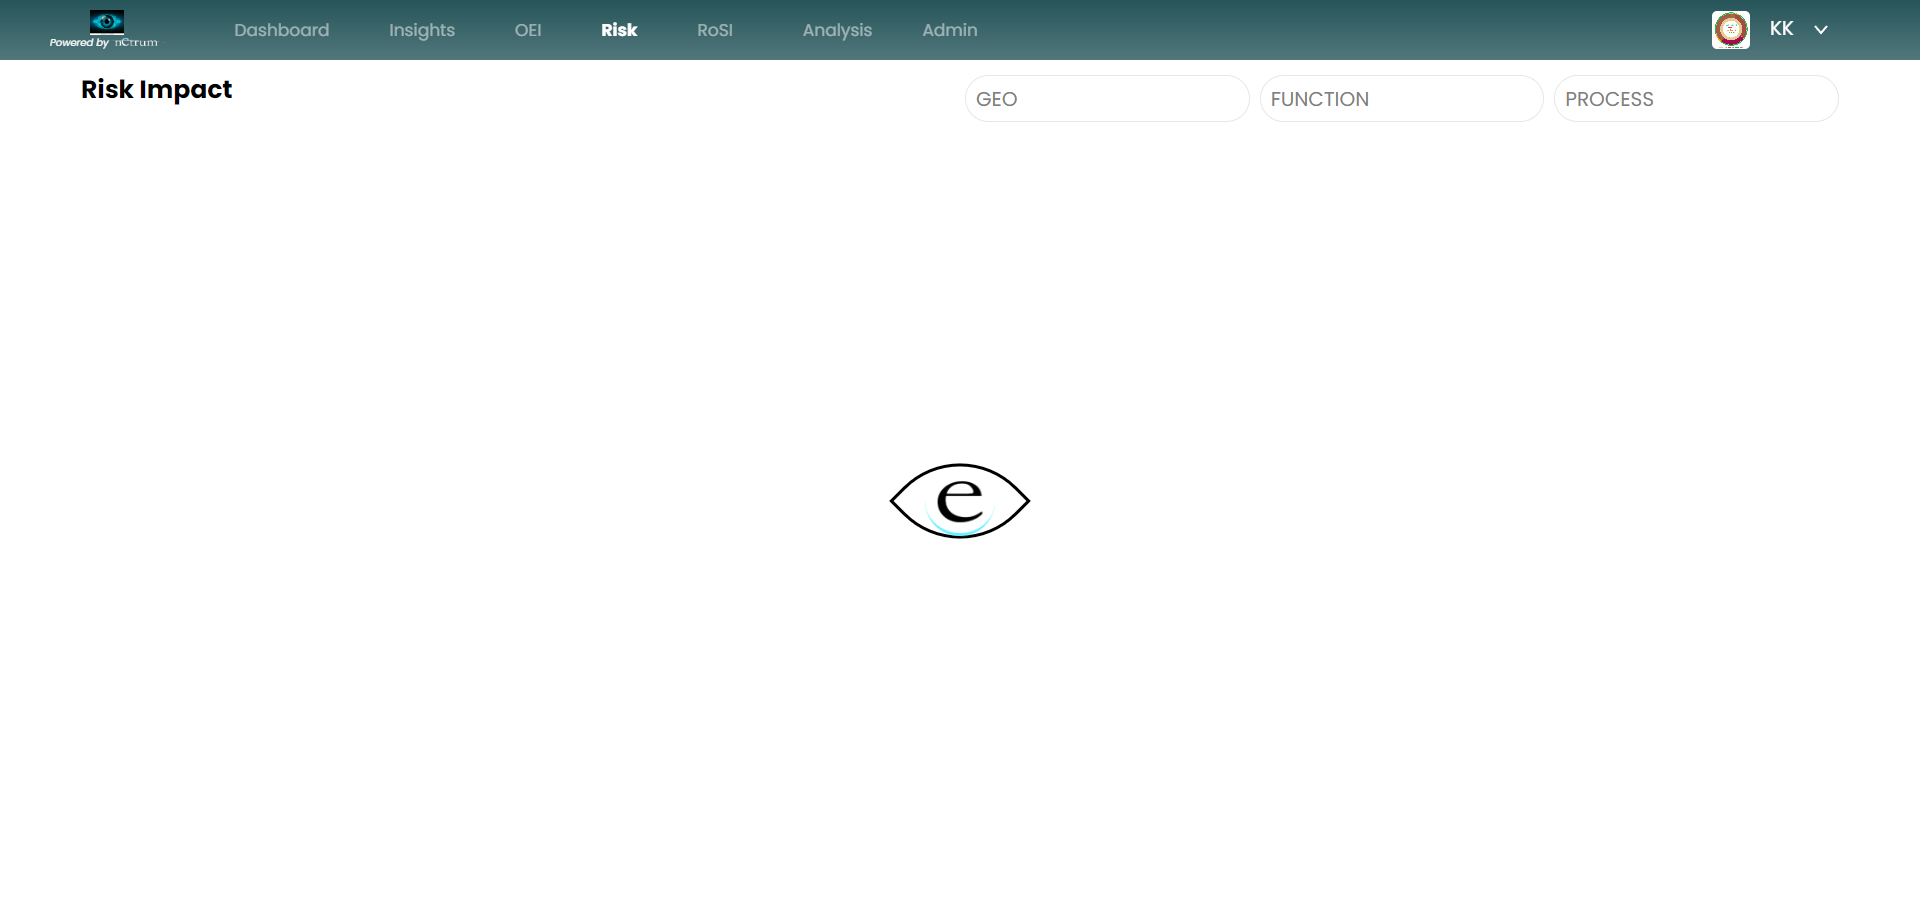 Powered by nCtrum
Dashboard
Insights
OEI
Risk
RoSI
Analysis
Admin
KK
Risk Impact
GEO
FUNCTION
PROCESS
e